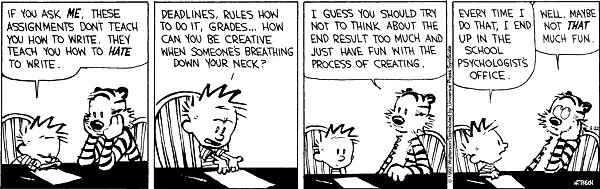 IF YOU ASK ME, THESE
ASSIGNMENTS DON'T TEACH
YOU HOW TO WRITE. THEY
TEACH YOU HOW TO HATE
TO WRITE.
DEADLINES, RULES HOW
TO DO IT, GRADES... HOW
CAN YOU BE CREATIVE
WHEN SOMEONE'S BREATHING
DOWN YOUR NECK?
I GUESS YOU SHOULD TRY
NOT TO THINK ABOUT THE
END RESULT TOO MUCH AND
JUST HAVE FUN WITH THE
PROCESS OF CREATING.
EVERY TIME I
DO THAT, I END
UP IN THE
SCHOOL
PSYCHOLOGIST'S
OFFICE.
WELL, MAYBE
NOT THAT
MUCH FUN.